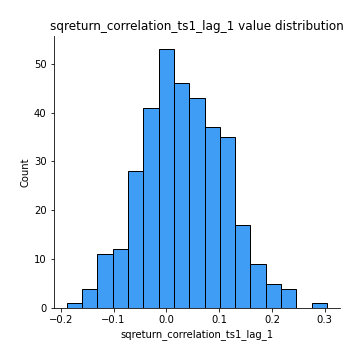 sqreturn_correlation_ts1_lag_1 value distribution
50
40
30
20
10
0
Count
−0.2 −0.1 0.0 0.1 0.2 0.3
sqreturn_correlation_ts1_lag_1